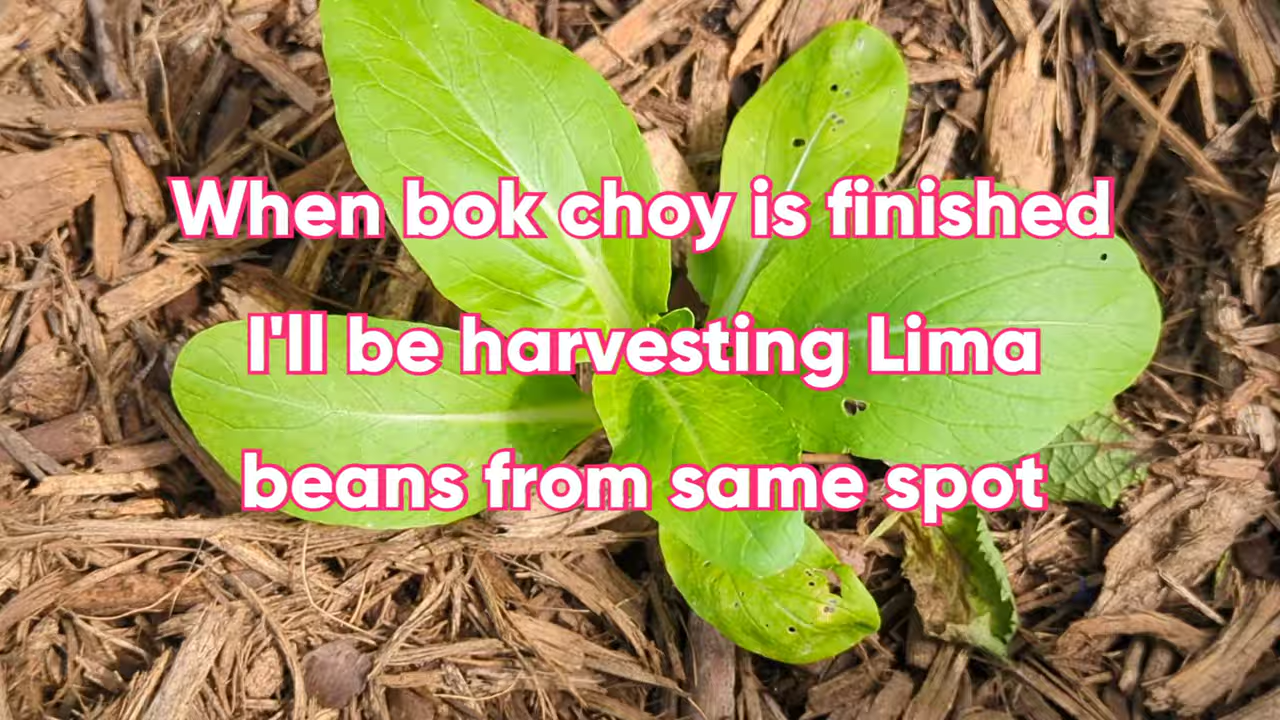 When bok choy is finished
I'll be harvesting Lima
beans from same spot